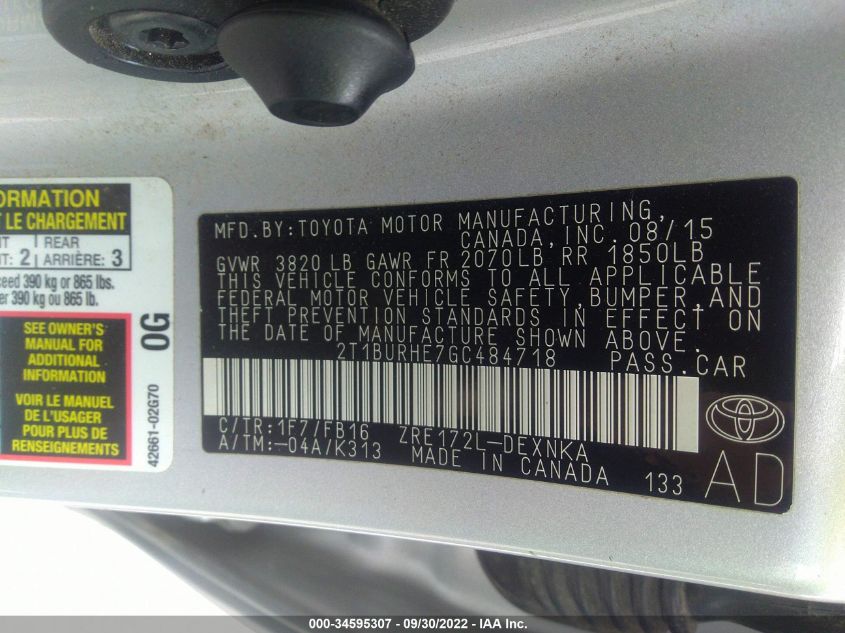 ORMATION
T LE CHARGEMENT
NT REAR
NT: 2 ARRIÈRE: 3
ceed 390 kg or 865 lbs.
er 390 kg ou 865 lb.
SEE OWNER'S
MANUAL FOR
ADDITIONAL
INFORMATION
VOIR LE
MANUEL DE
L'USAGER
POUR PLUS DE
RENSEIGNEMENTS
0G
42661-02G70
MFD.BY:TOYOTA MOTOR MANUFACTURING,
CANADA,INC. 08/15
GVWR 3820 LB GAWR FR 2070LB RR 1850LB
THIS VEHICLE CONFORMS TO ALL APPLICABLE
FEDERAL MOTOR VEHICLE SAFETY,BUMPER,AND
THEFT PREVENTION STANDARDS IN EFFECT ON
THE DATE OF MANUFACTURE SHOWN ABOVE.
2T1BURHE7GC484718 PASS.CAR
C/TR:1F7/FB16 ZRE172L-DEXNKA
A/TM:-04A/K313 MADE IN CANADA 133
AD
000-34595307 - 09/30/2022 - IAA Inc.